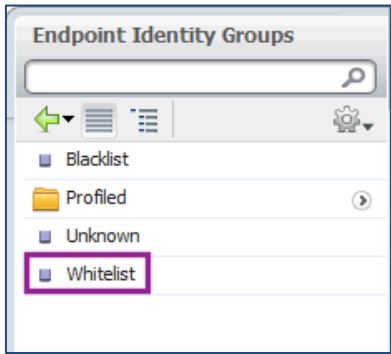 Endpoint Identity Groups
Blacklist
Profiled
Unknown
Whitelist